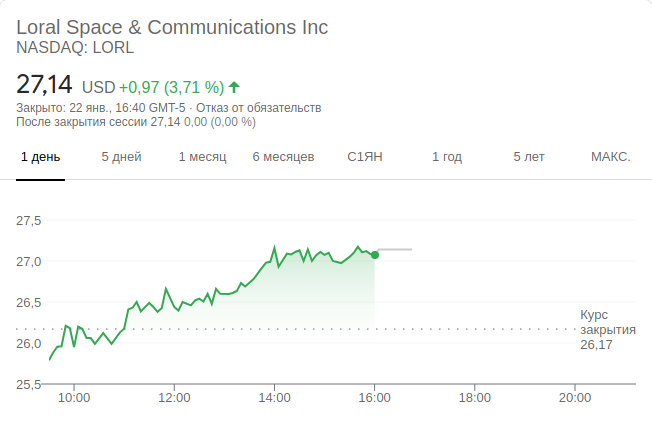 Loral Space & Communications Inc
NASDAQ: LORL
27,14 USD +0,97 (3,71 %)
Закрыто: 22 янв., 16:40 GMT-5 · Отказ от обязательств
После закрытия сессии 27,14 0,00 (0,00 %)
1 день 5 дней 1 месяц 6 месяцев С1ЯН 1 год 5 лет МАКС.
27,5
27,0
26,5
Курс
закрытия
26,17
26,0
25,5
10:00 12:00 14:00 16:00 18:00 20:00